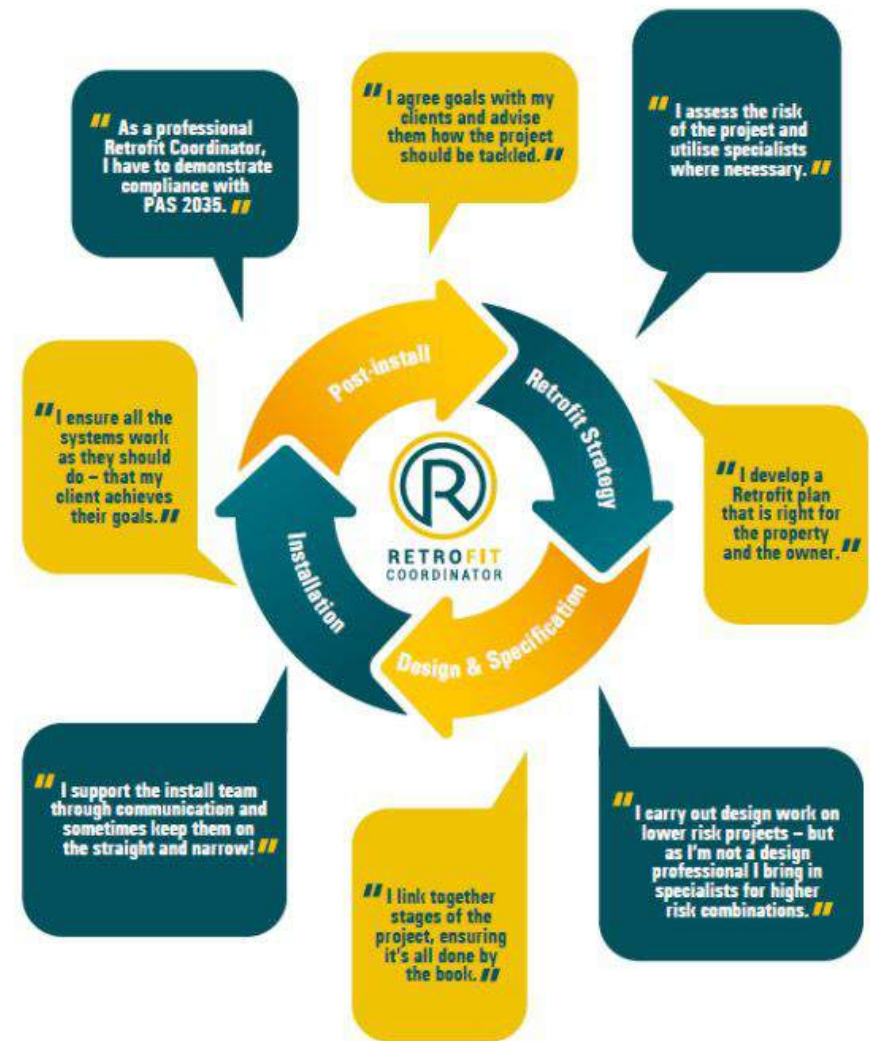 " I agree goals with my
clients and advise
them how the project
should be tackled. "
" I assess the risk
of the project and
utilise specialists
where necessary. "
" I develop a
Retrofit plan
that is right for
the property
and the owner. "
" I carry out design work on
lower risk projects – but
as I'm not a design
professional I bring in
specialists for higher
risk combinations. "
" I link together
stages of the
project, ensuring
it's all done by
the book. "
" I support the install team
through communication and
sometimes keep them on
the straight and narrow! "
" I ensure all the
systems work
as they should
do – that my
client achieves
their goals. "
" As a professional
Retrofit Coordinator,
I have to demonstrate
compliance with
PAS 2035. "
Post-install
Retrofit Strategy
Design & Specification
Installation
R
RETROFIT
COORDINATOR